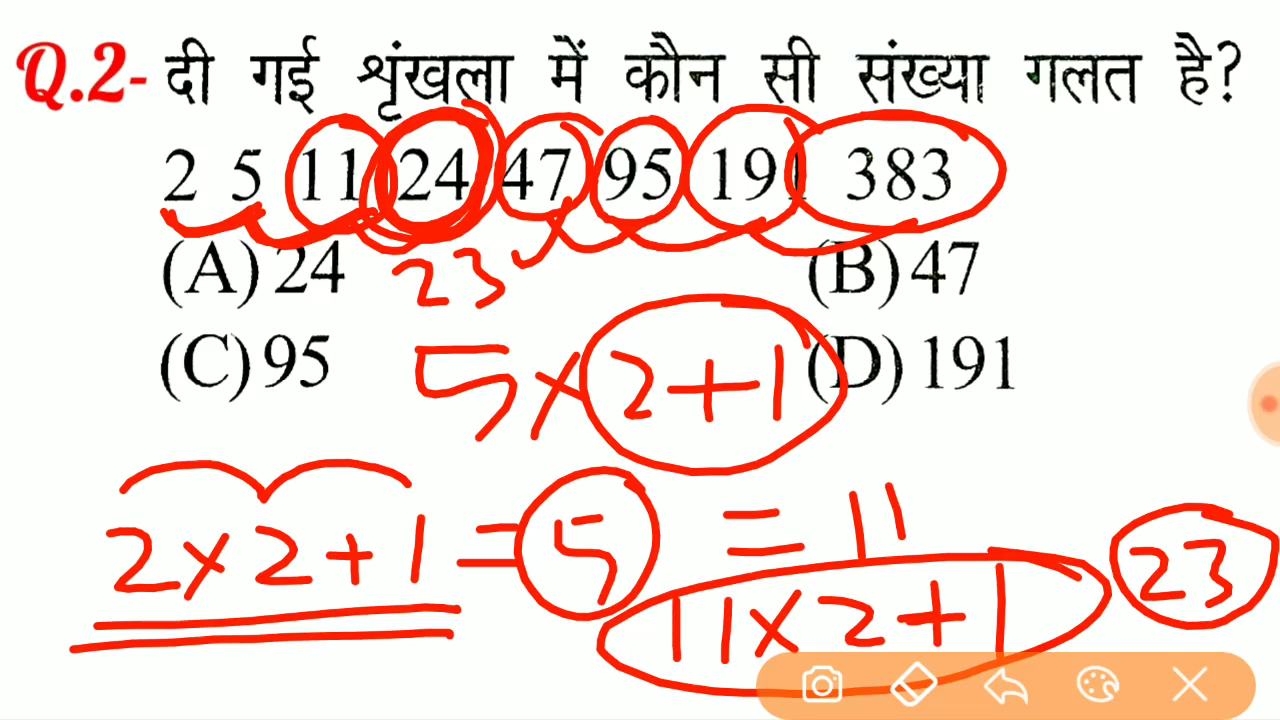 Q.2- दी गई शृंखला में कौन सी संख्या गलत है?
2 5 11 24 47 95 191 383
(A) 24 (B) 47
23
(C) 95 (D) 191
5 × 2 + 1
2 × 2 + 1 = 5 = 11
11 × 2 + 1 23